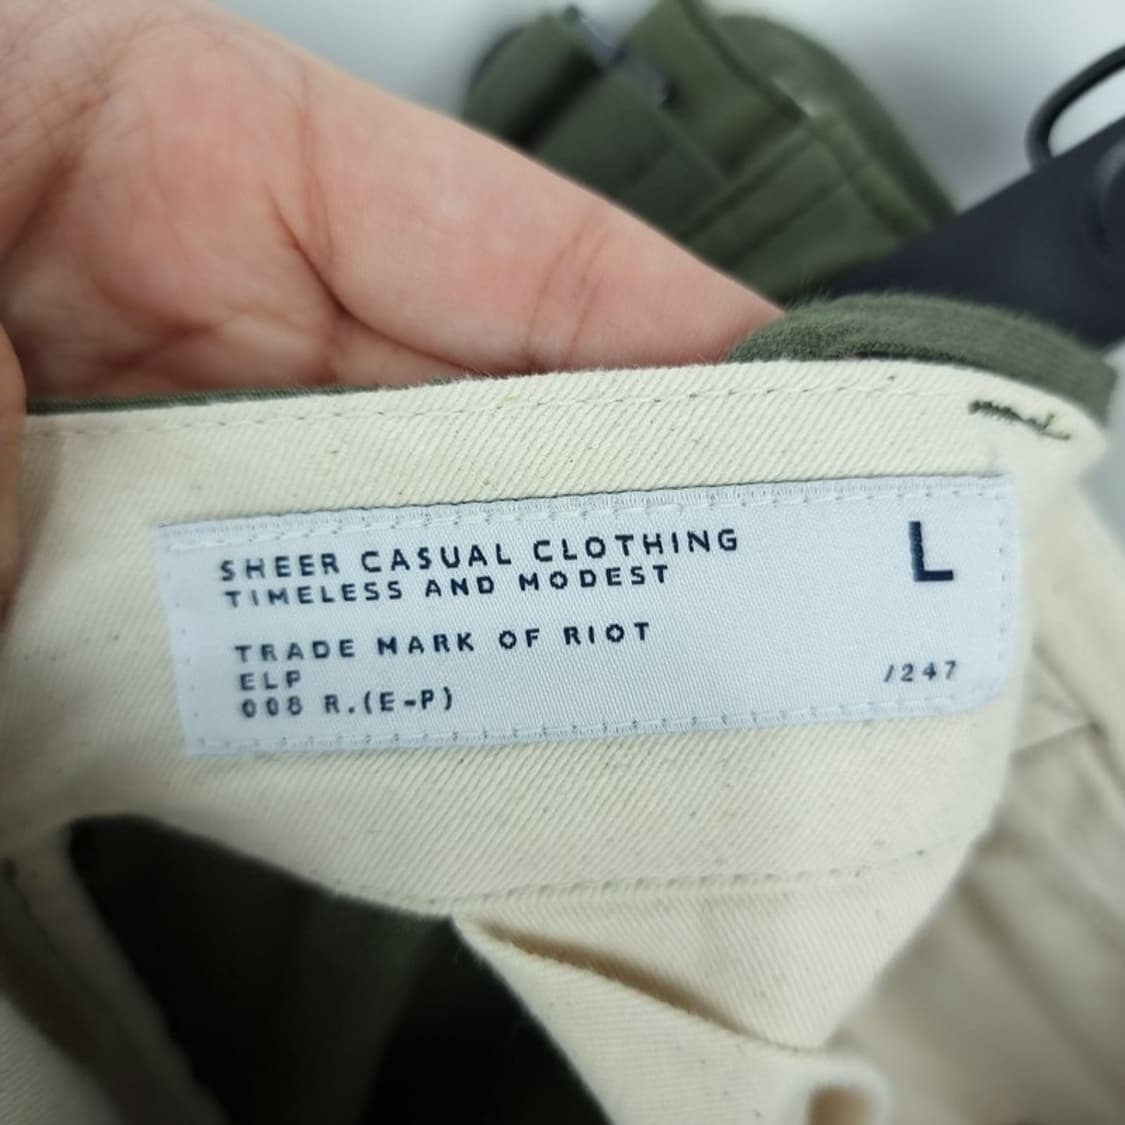 SHEER CASUAL CLOTHING
TIMELESS AND MODEST
L
TRADE MARK OF RIOT
ELP
008 R.(E-P)
/247